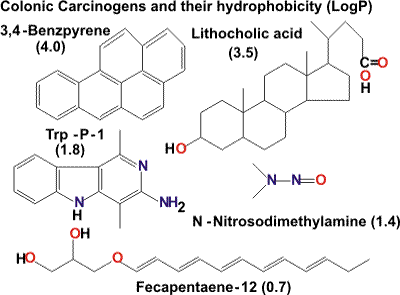 Colonic Carcinogens and their hydrophobicity (LogP)
3,4-Benzpyrene
(4.0)
Lithocholic acid
(3.5)
C=O
OH
HO
Trp-P-1
(1.8)
N
NH2
N
H
N-N=O
N-Nitrosodimethylamine (1.4)
OH
HO
O
Fecapentaene-12 (0.7)